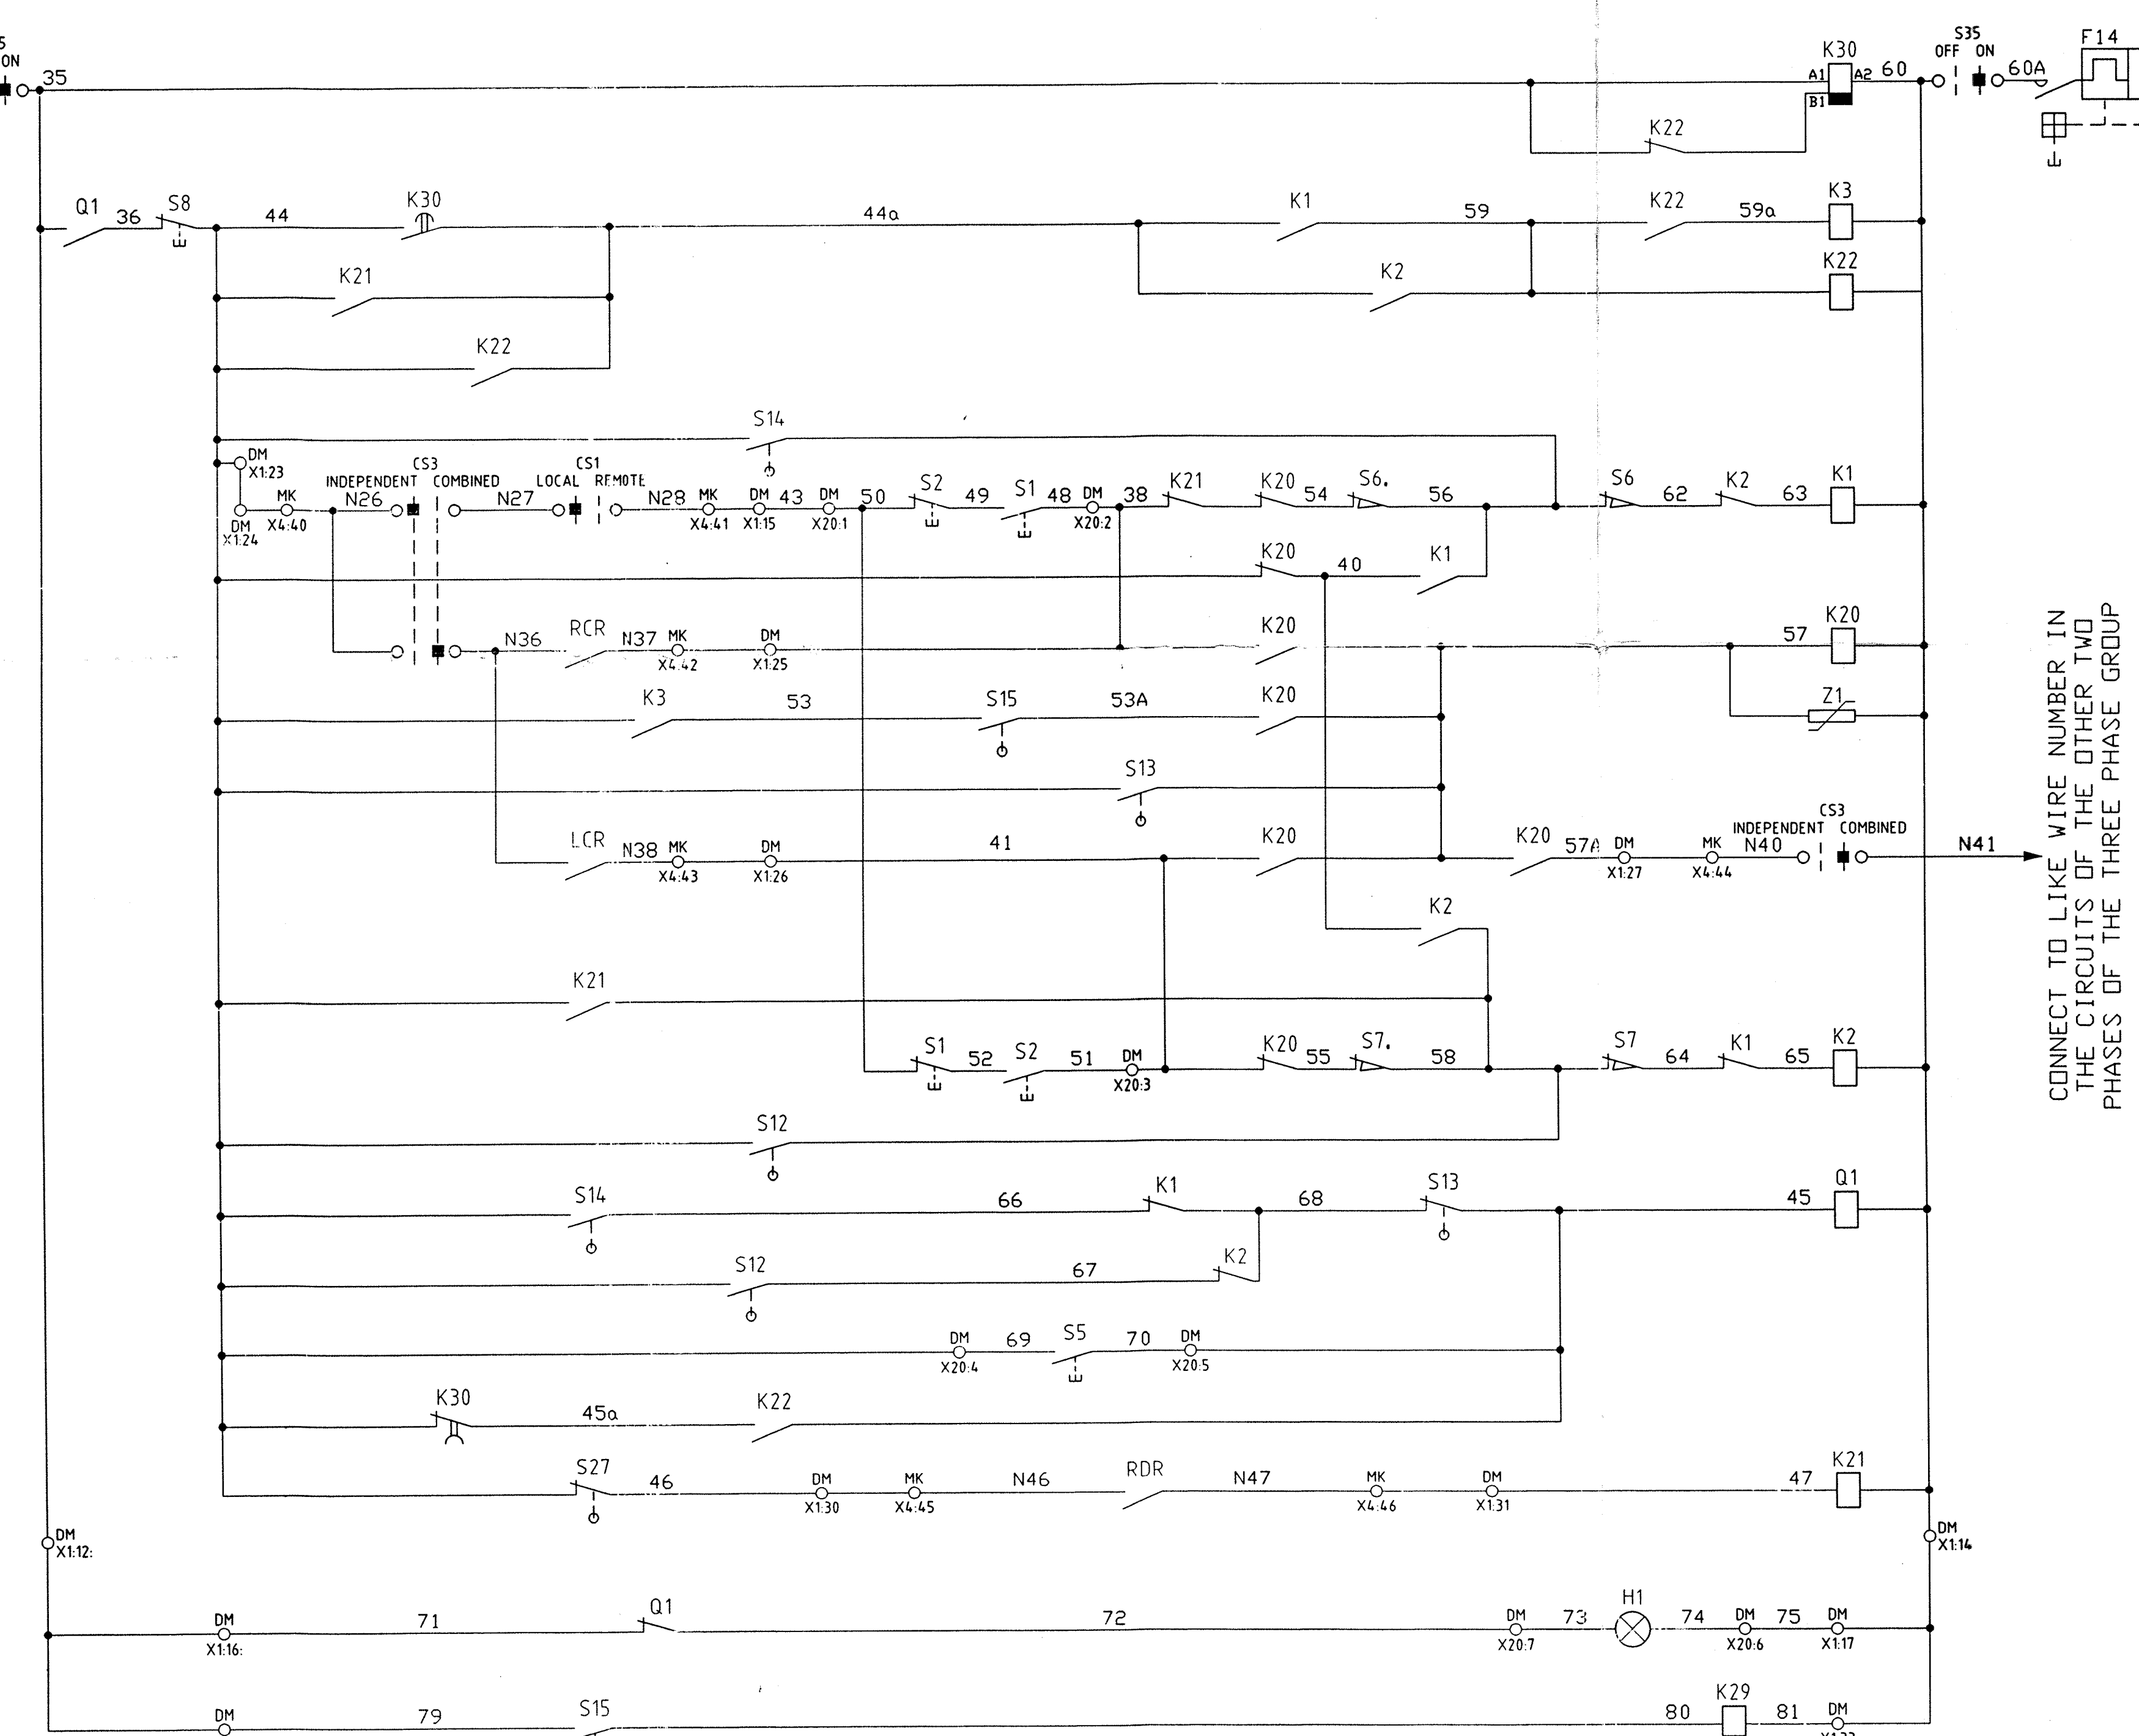 5
ON
35
K30
A1
A2
60
B1
S35
OFF ON
60A
F14
K22
Q1
36
S8
44
K30
44a
K1
59
K22
59a
K3
K21
K2
K22
K22
S14
DM
X1:23
CS3
INDEPENDENT COMBINED
CS1
LOCAL REMOTE
DM
X1:24
MK
X4:40
N26
N27
N28
MK
X4:41
DM
X1:15
43
DM
X20:1
50
S2
49
S1
48
DM
X20:2
38
K21
K20
54
S6.
56
S6
62
K2
63
K1
K20
40
K1
N36
RCR
N37
MK
X4:42
DM
X1:25
K20
57
K20
K3
53
S15
53A
K20
Z1
S13
LCR
N38
MK
X4:43
DM
X1:26
41
K20
K20
57A
DM
X1:27
MK
X4:44
N40
CS3
INDEPENDENT COMBINED
N41
CONNECT TO LIKE WIRE NUMBER IN
THE CIRCUITS OF THE OTHER TWO
PHASES OF THE THREE PHASE GROUP
K2
K21
S1
52
S2
51
DM
X20:3
K20
55
S7.
58
S7
64
K1
65
K2
S12
S14
66
K1
68
S13
45
Q1
S12
67
K2
DM
X20:4
69
S5
70
DM
X20:5
K30
45a
K22
S27
46
DM
X1:30
MK
X4:45
N46
RDR
N47
MK
X4:46
DM
X1:31
47
K21
DM
X1:12:
DM
X1:14
DM
X1:16:
71
Q1
72
DM
X20:7
73
H1
74
DM
X20:6
75
DM
X1:17
DM
79
S15
80
K29
81
DM